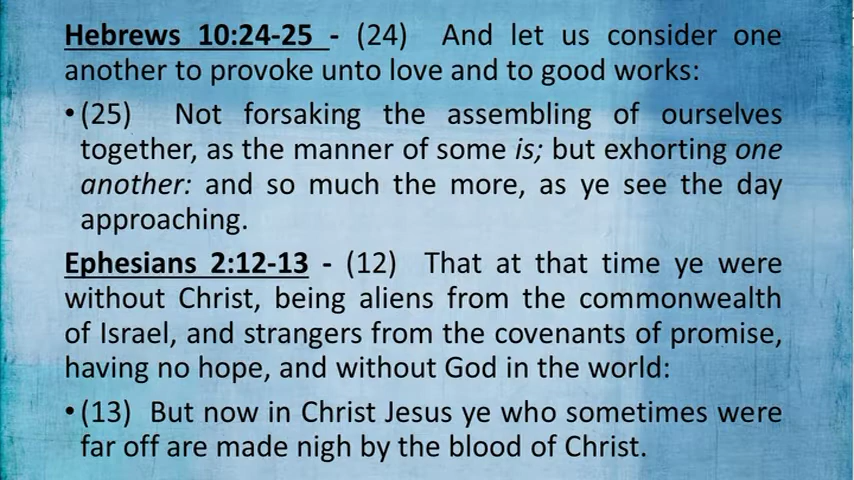 Hebrews 10:24-25 - (24) And let us consider one
another to provoke unto love and to good works:
• (25) Not forsaking the assembling of ourselves
together, as the manner of some is; but exhorting one
another: and so much the more, as ye see the day
approaching.
Ephesians 2:12-13 - (12) That at that time ye were
without Christ, being aliens from the commonwealth
of Israel, and strangers from the covenants of promise,
having no hope, and without God in the world:
• (13) But now in Christ Jesus ye who sometimes were
far off are made nigh by the blood of Christ.